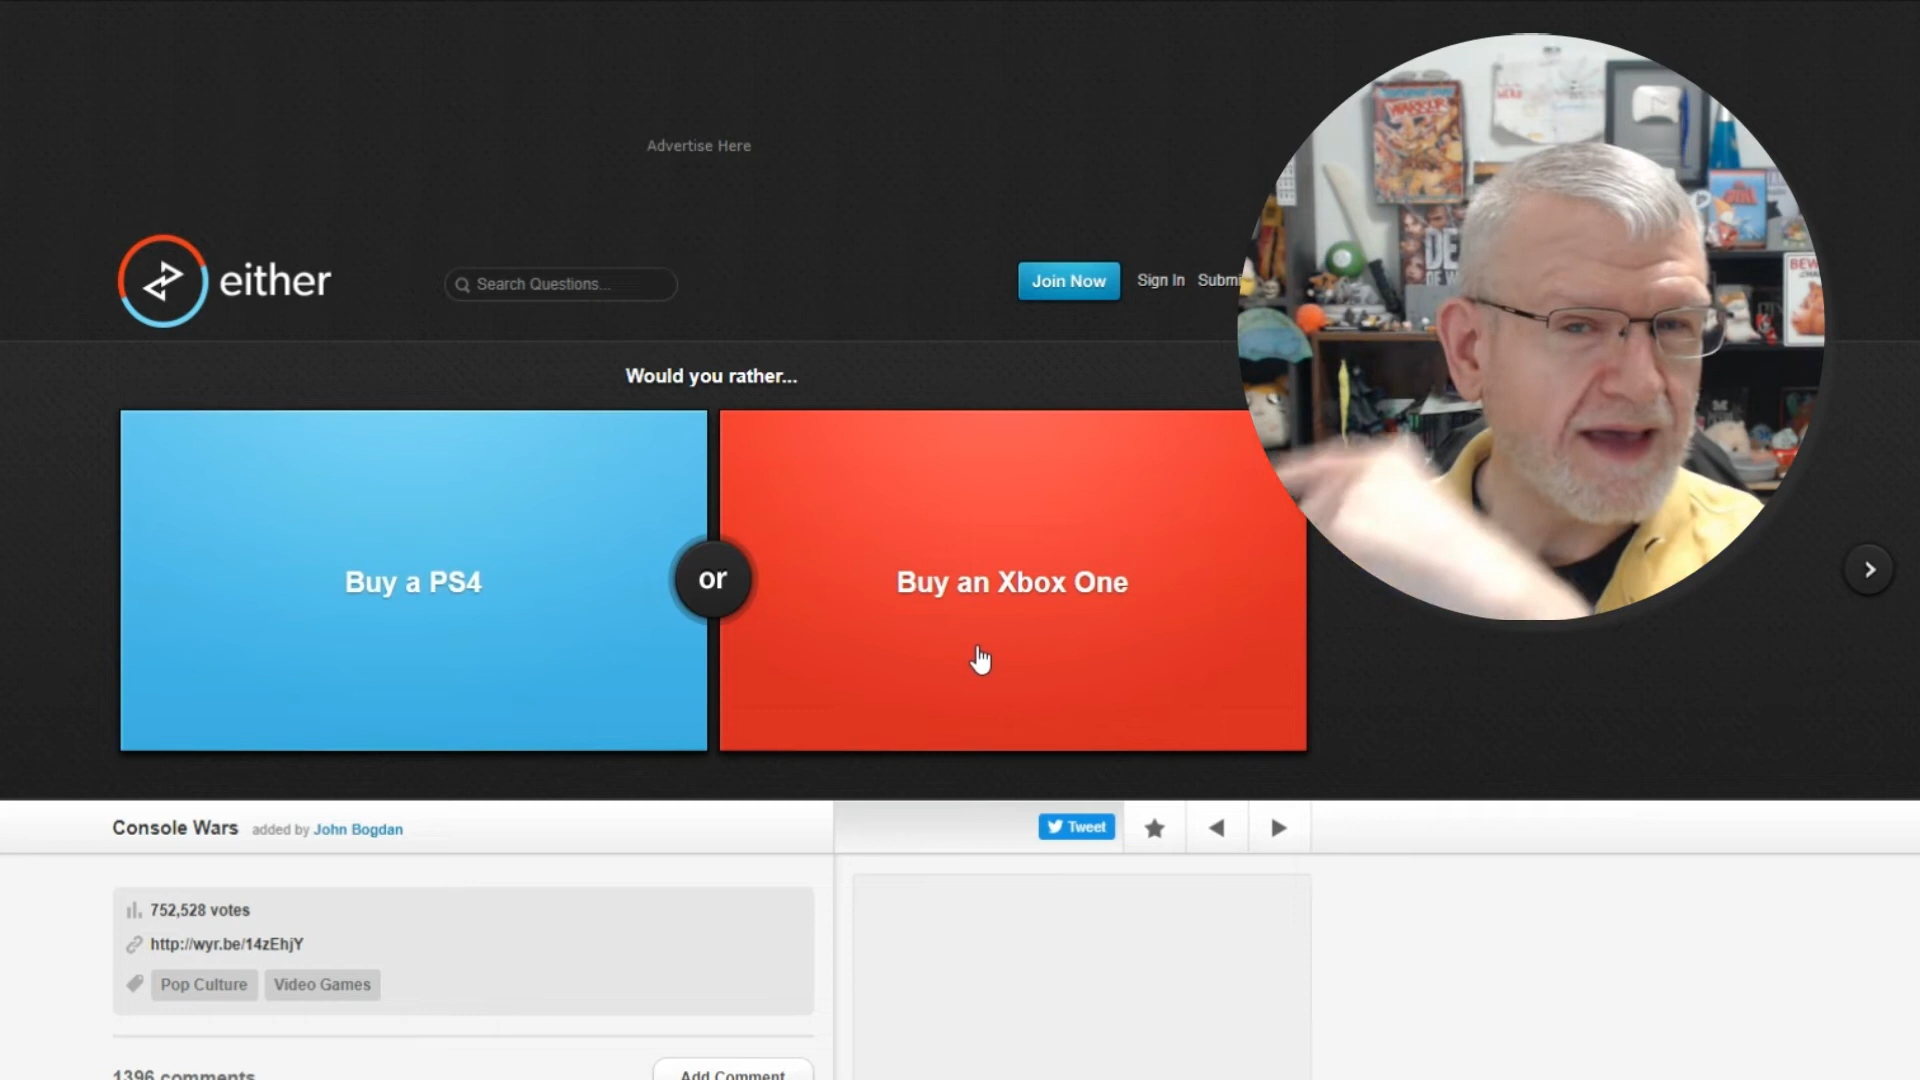 Advertise Here
either
Search Questions...
Join Now
Sign In
Would you rather...
Buy a PS4
or
Buy an Xbox One
Console Wars added by John Bogdan
Tweet
752,528 votes
http://wyr.be/14zEhjY
Pop Culture
Video Games
1396 comments
Add Comment